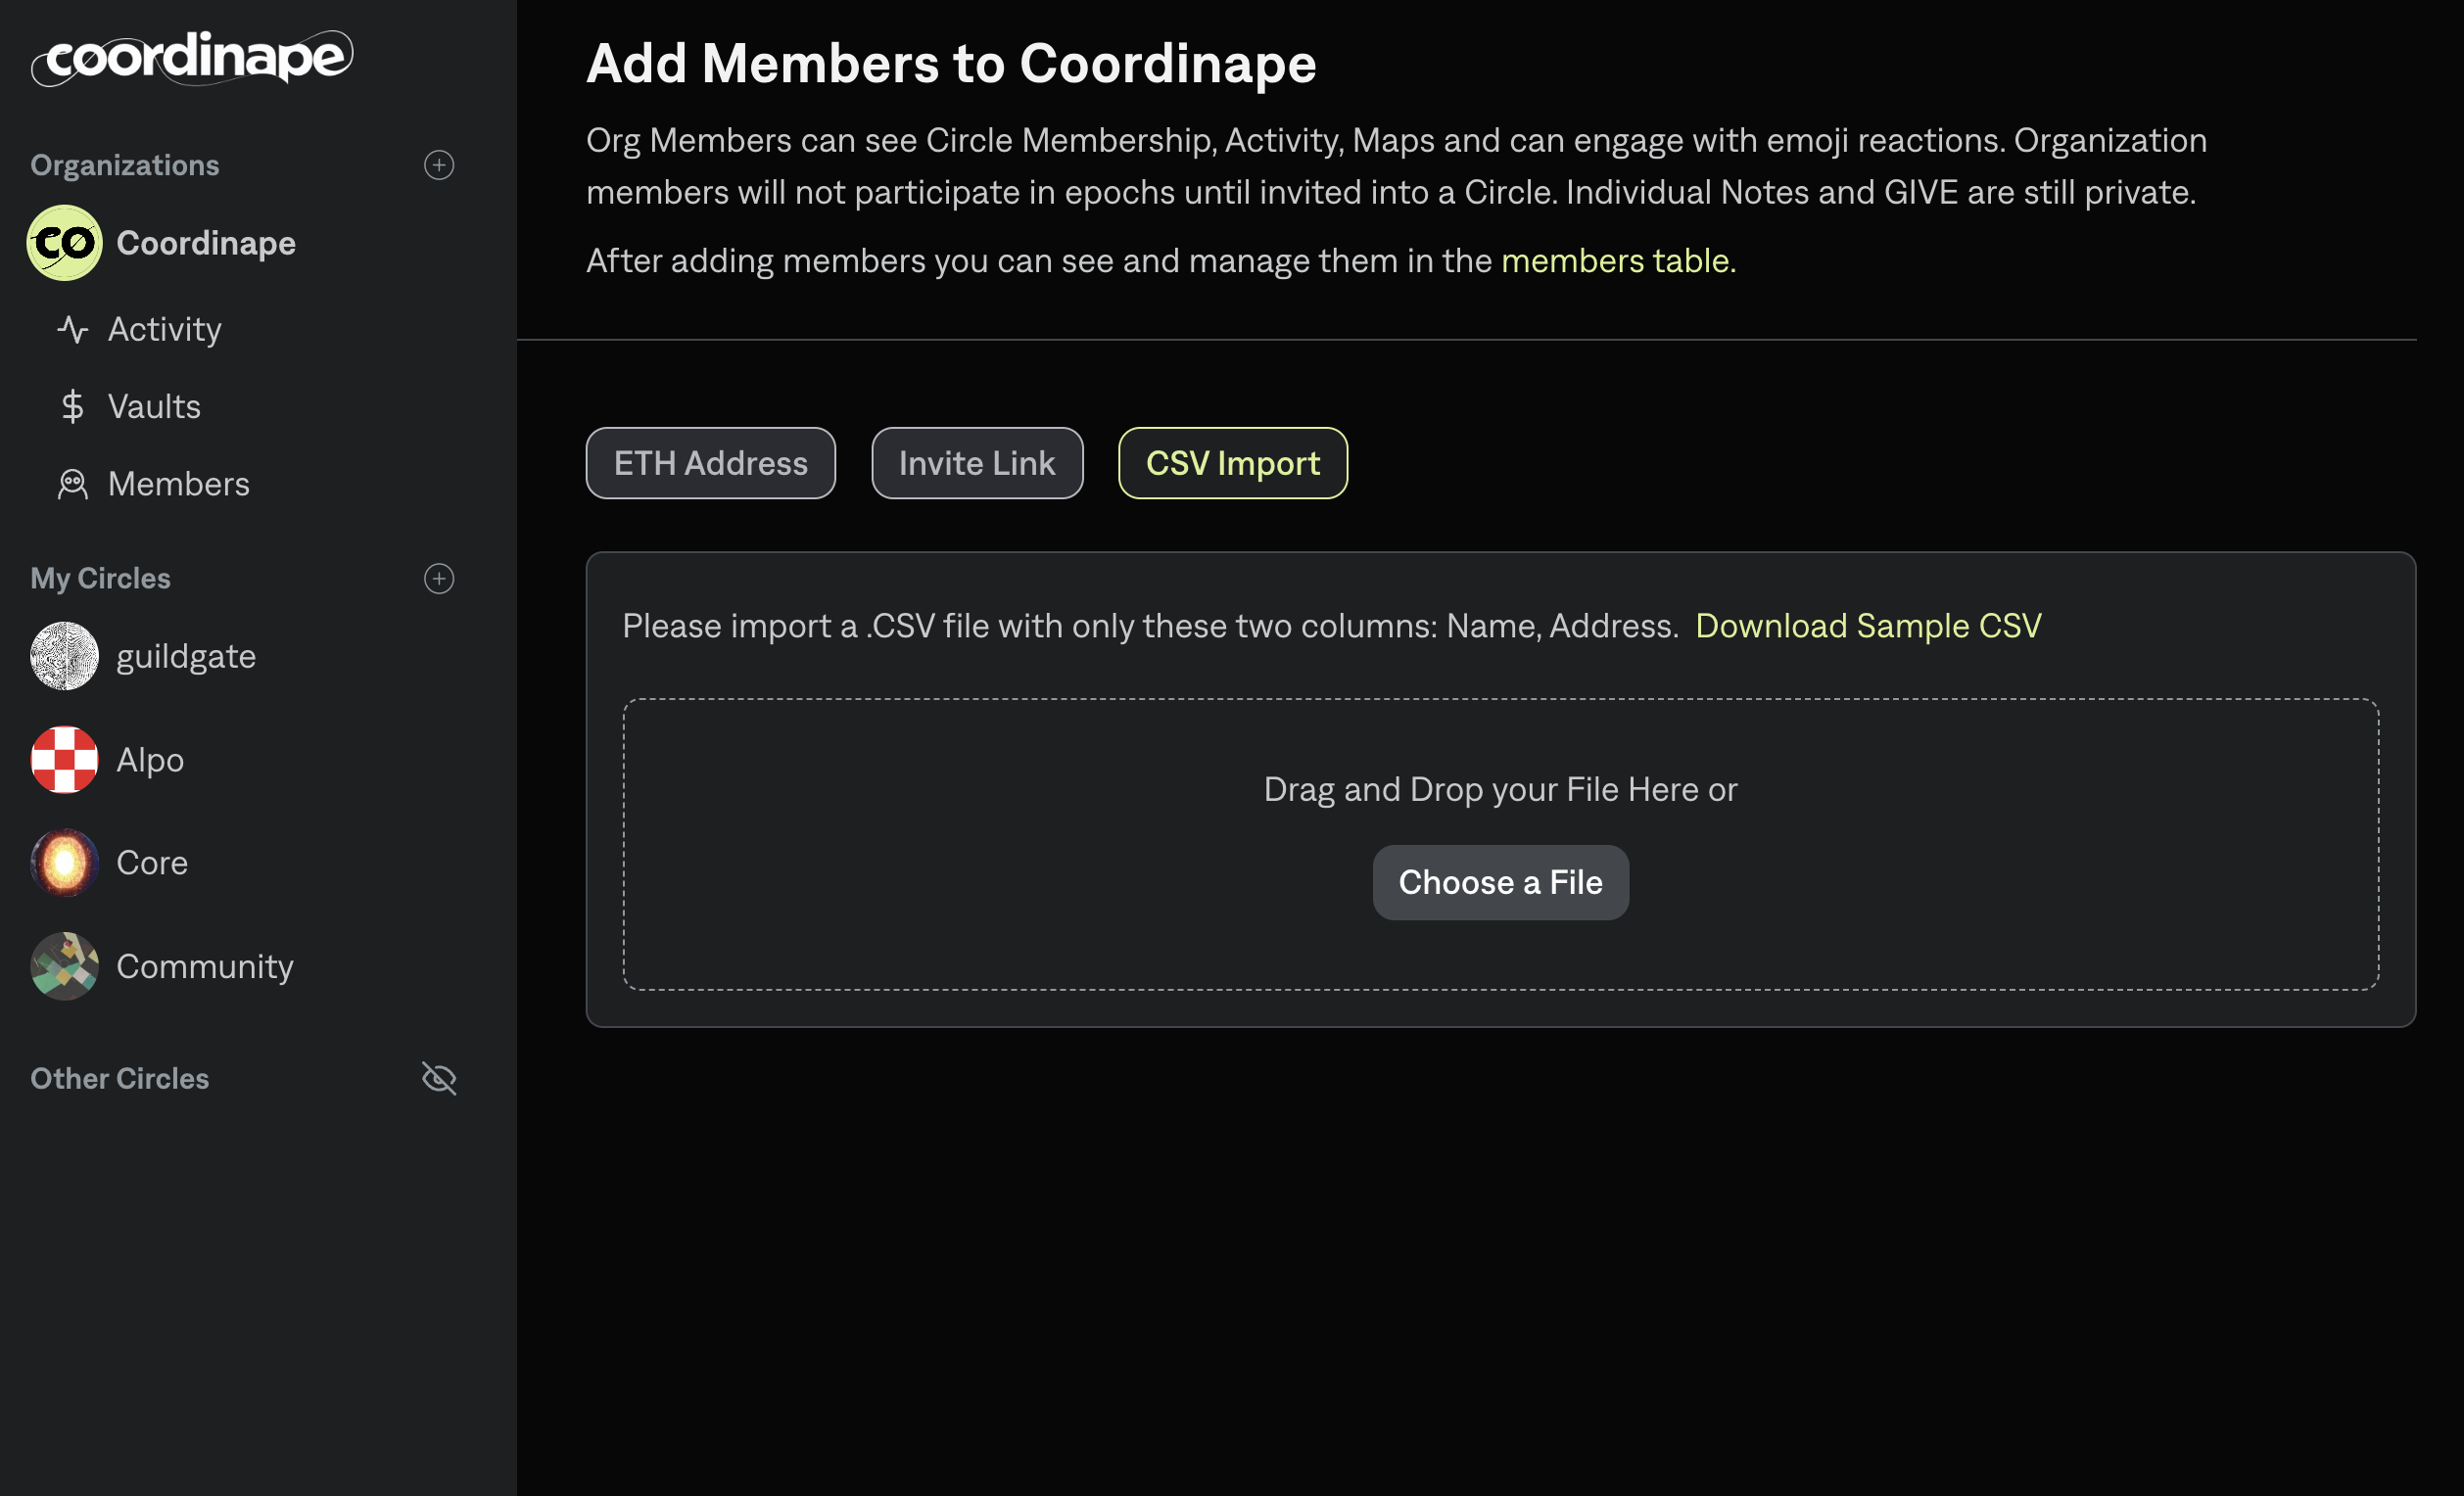 coordinape
Organizations
CO
Coordinape
Activity
Vaults
Members
My Circles
guildgate
Alpo
Core
Community
Other Circles
Add Members to Coordinape
Org Members can see Circle Membership, Activity, Maps and can engage with emoji reactions. Organization
members will not participate in epochs until invited into a Circle. Individual Notes and GIVE are still private.
After adding members you can see and manage them in the members table.
ETH Address
Invite Link
CSV Import
Please import a .CSV file with only these two columns: Name, Address. Download Sample CSV
Drag and Drop your File Here or
Choose a File